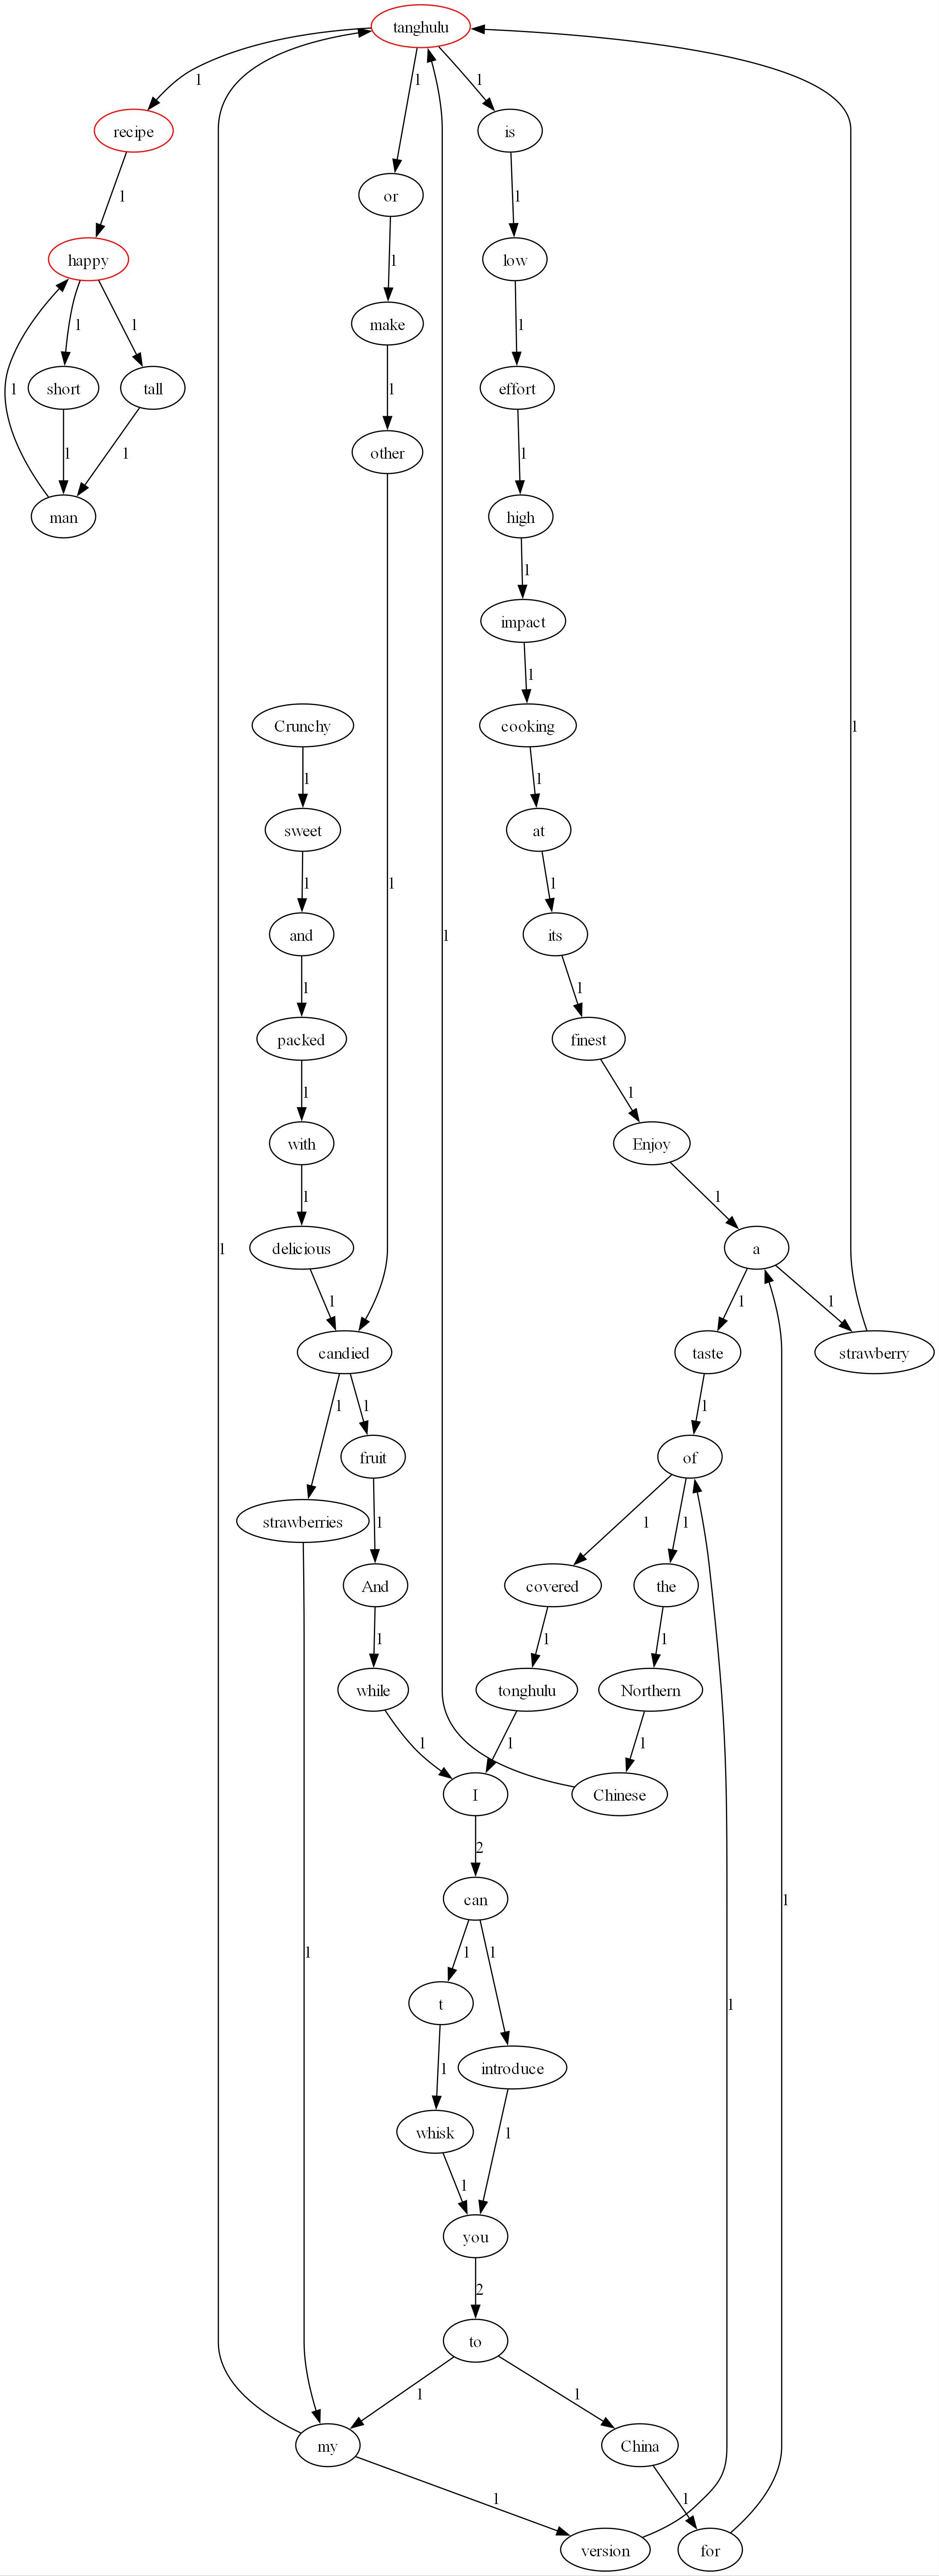 tanghulu
1
1
1
recipe
is
1
or
1
happy
low
1
1
1
make
1
1
short
tall
effort
1
1
other
1
1
1
man
high
1
impact
1
Crunchy
cooking
1
1
1
sweet
at
1
1
1
and
its
1
1
1
packed
finest
1
1
with
Enjoy
1
1
delicious
a
1
1
1
1
candied
taste
strawberry
1
1
1
fruit
of
strawberries
1
1
1
And
covered
the
1
1
1
while
tonghulu
Northern
1
1
1
I
Chinese
2
can
1
1
1
1
t
1
1
introduce
whisk
1
1
you
2
to
1
1
my
China
1
1
version
for